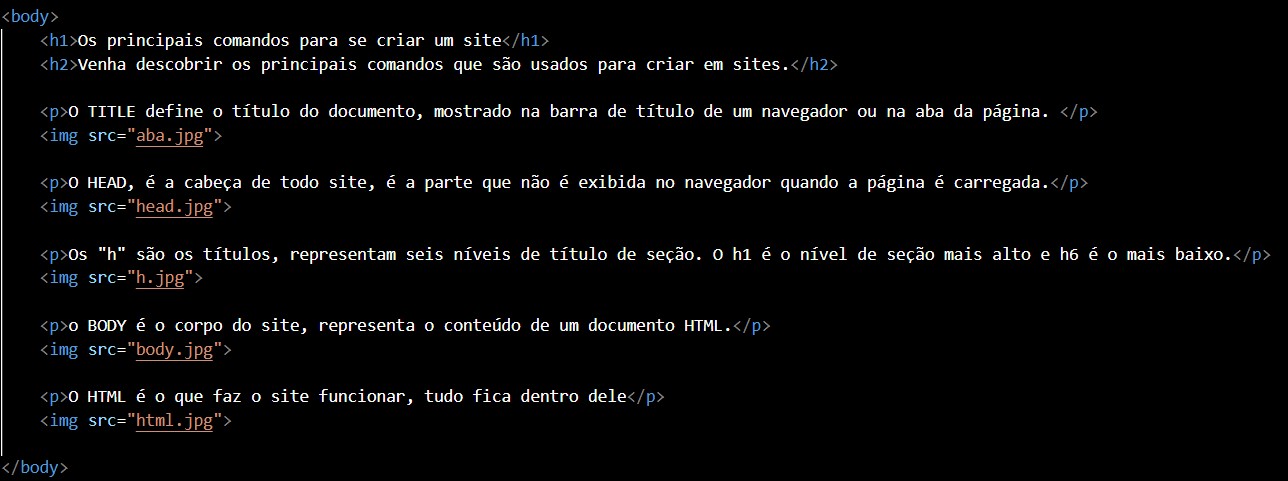 <body>
<h1>Os principais comandos para se criar um site</h1>
<h2>Venha descobrir os principais comandos que são usados para criar em sites.</h2>
<p>O TITLE define o título do documento, mostrado na barra de título de um navegador ou na aba da página. </p>
<img src="aba.jpg">
<p>O HEAD, é a cabeça de todo site, é a parte que não é exibida no navegador quando a página é carregada.</p>
<img src="head.jpg">
<p>Os "h" são os títulos, representam seis níveis de título de seção. O h1 é o nível de seção mais alto e h6 é o mais baixo.</p>
<img src="h.jpg">
<p>o BODY é o corpo do site, representa o conteúdo de um documento HTML.</p>
<img src="body.jpg">
<p>O HTML é o que faz o site funcionar, tudo fica dentro dele</p>
<img src="html.jpg">
</body>